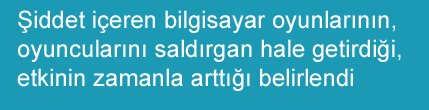 Şiddet içeren bilgisayar oyunlarının,
oyuncularını saldırgan hale getirdiği,
etkinin zamanla arttığı belirlendi